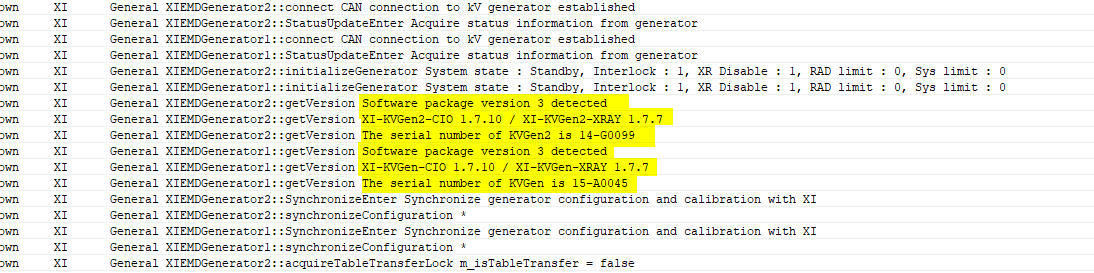 own XI General XIEMDGenerator2::connect CAN connection to kV generator established
own XI General XIEMDGenerator2::StatusUpdateEnter Acquire status information from generator
own XI General XIEMDGenerator1::connect CAN connection to kV generator established
own XI General XIEMDGenerator1::StatusUpdateEnter Acquire status information from generator
own XI General XIEMDGenerator2::initializeGenerator System state : Standby, Interlock : 1, XR Disable : 1, RAD limit : 0, Sys limit : 0
own XI General XIEMDGenerator1::initializeGenerator System state : Standby, Interlock : 1, XR Disable : 1, RAD limit : 0, Sys limit : 0
own XI General XIEMDGenerator2::getVersion Software package version 3 detected
own XI General XIEMDGenerator2::getVersion XI-KVGen2-CIO 1.7.10 / XI-KVGen2-XRAY 1.7.7
own XI General XIEMDGenerator2::getVersion The serial number of KVGen2 is 14-G0099
own XI General XIEMDGenerator1::getVersion Software package version 3 detected
own XI General XIEMDGenerator1::getVersion XI-KVGen-CIO 1.7.10 / XI-KVGen-XRAY 1.7.7
own XI General XIEMDGenerator1::getVersion The serial number of KVGen is 15-A0045
own XI General XIEMDGenerator2::SynchronizeEnter Synchronize generator configuration and calibration with XI
own XI General XIEMDGenerator2::synchronizeConfiguration *
own XI General XIEMDGenerator1::SynchronizeEnter Synchronize generator configuration and calibration with XI
own XI General XIEMDGenerator1::synchronizeConfiguration *
own XI General XIEMDGenerator2::acquireTableTransferLock m_isTableTransfer = false